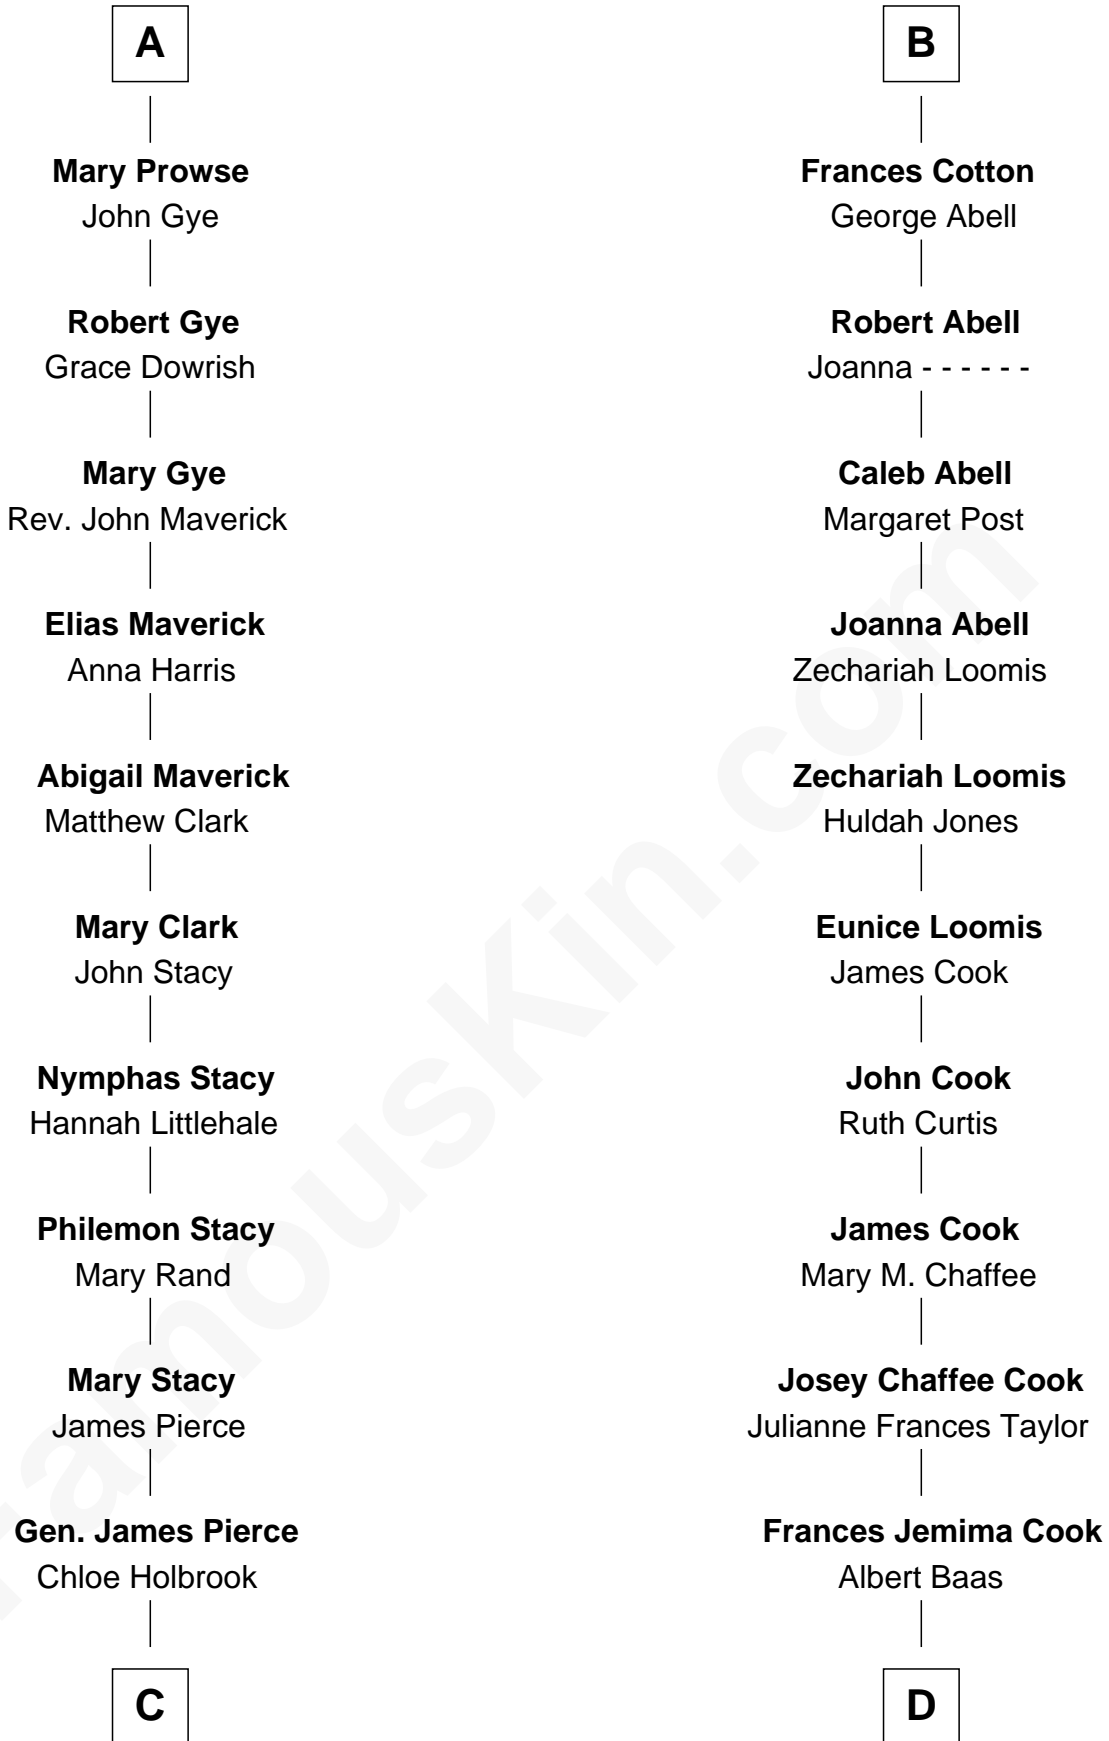 A
Mary Prowse
John Gye
Robert Gye
Grace Dowrish
Mary Gye
Rev. John Maverick
Elias Maverick
Anna Harris
Abigail Maverick
Matthew Clark
Mary Clark
John Stacy
Nymphas Stacy
Hannah Littlehale
Philemon Stacy
Mary Rand
Mary Stacy
James Pierce
Gen. James Pierce
Chloe Holbrook
C
B
Frances Cotton
George Abell
Robert Abell
Joanna - - - - - -
Caleb Abell
Margaret Post
Joanna Abell
Zechariah Loomis
Zechariah Loomis
Huldah Jones
Eunice Loomis
James Cook
John Cook
Ruth Curtis
James Cook
Mary M. Chaffee
Josey Chaffee Cook
Julianne Frances Taylor
Frances Jemima Cook
Albert Baas
D
FamousKin.com